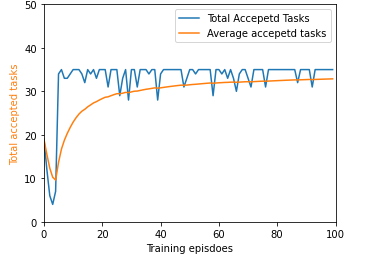 50
40
30
20
10
0
Total accepted tasks
Total Accepetd Tasks
Average accepetd tasks
0 20 40 60 80 100
Training episdoes